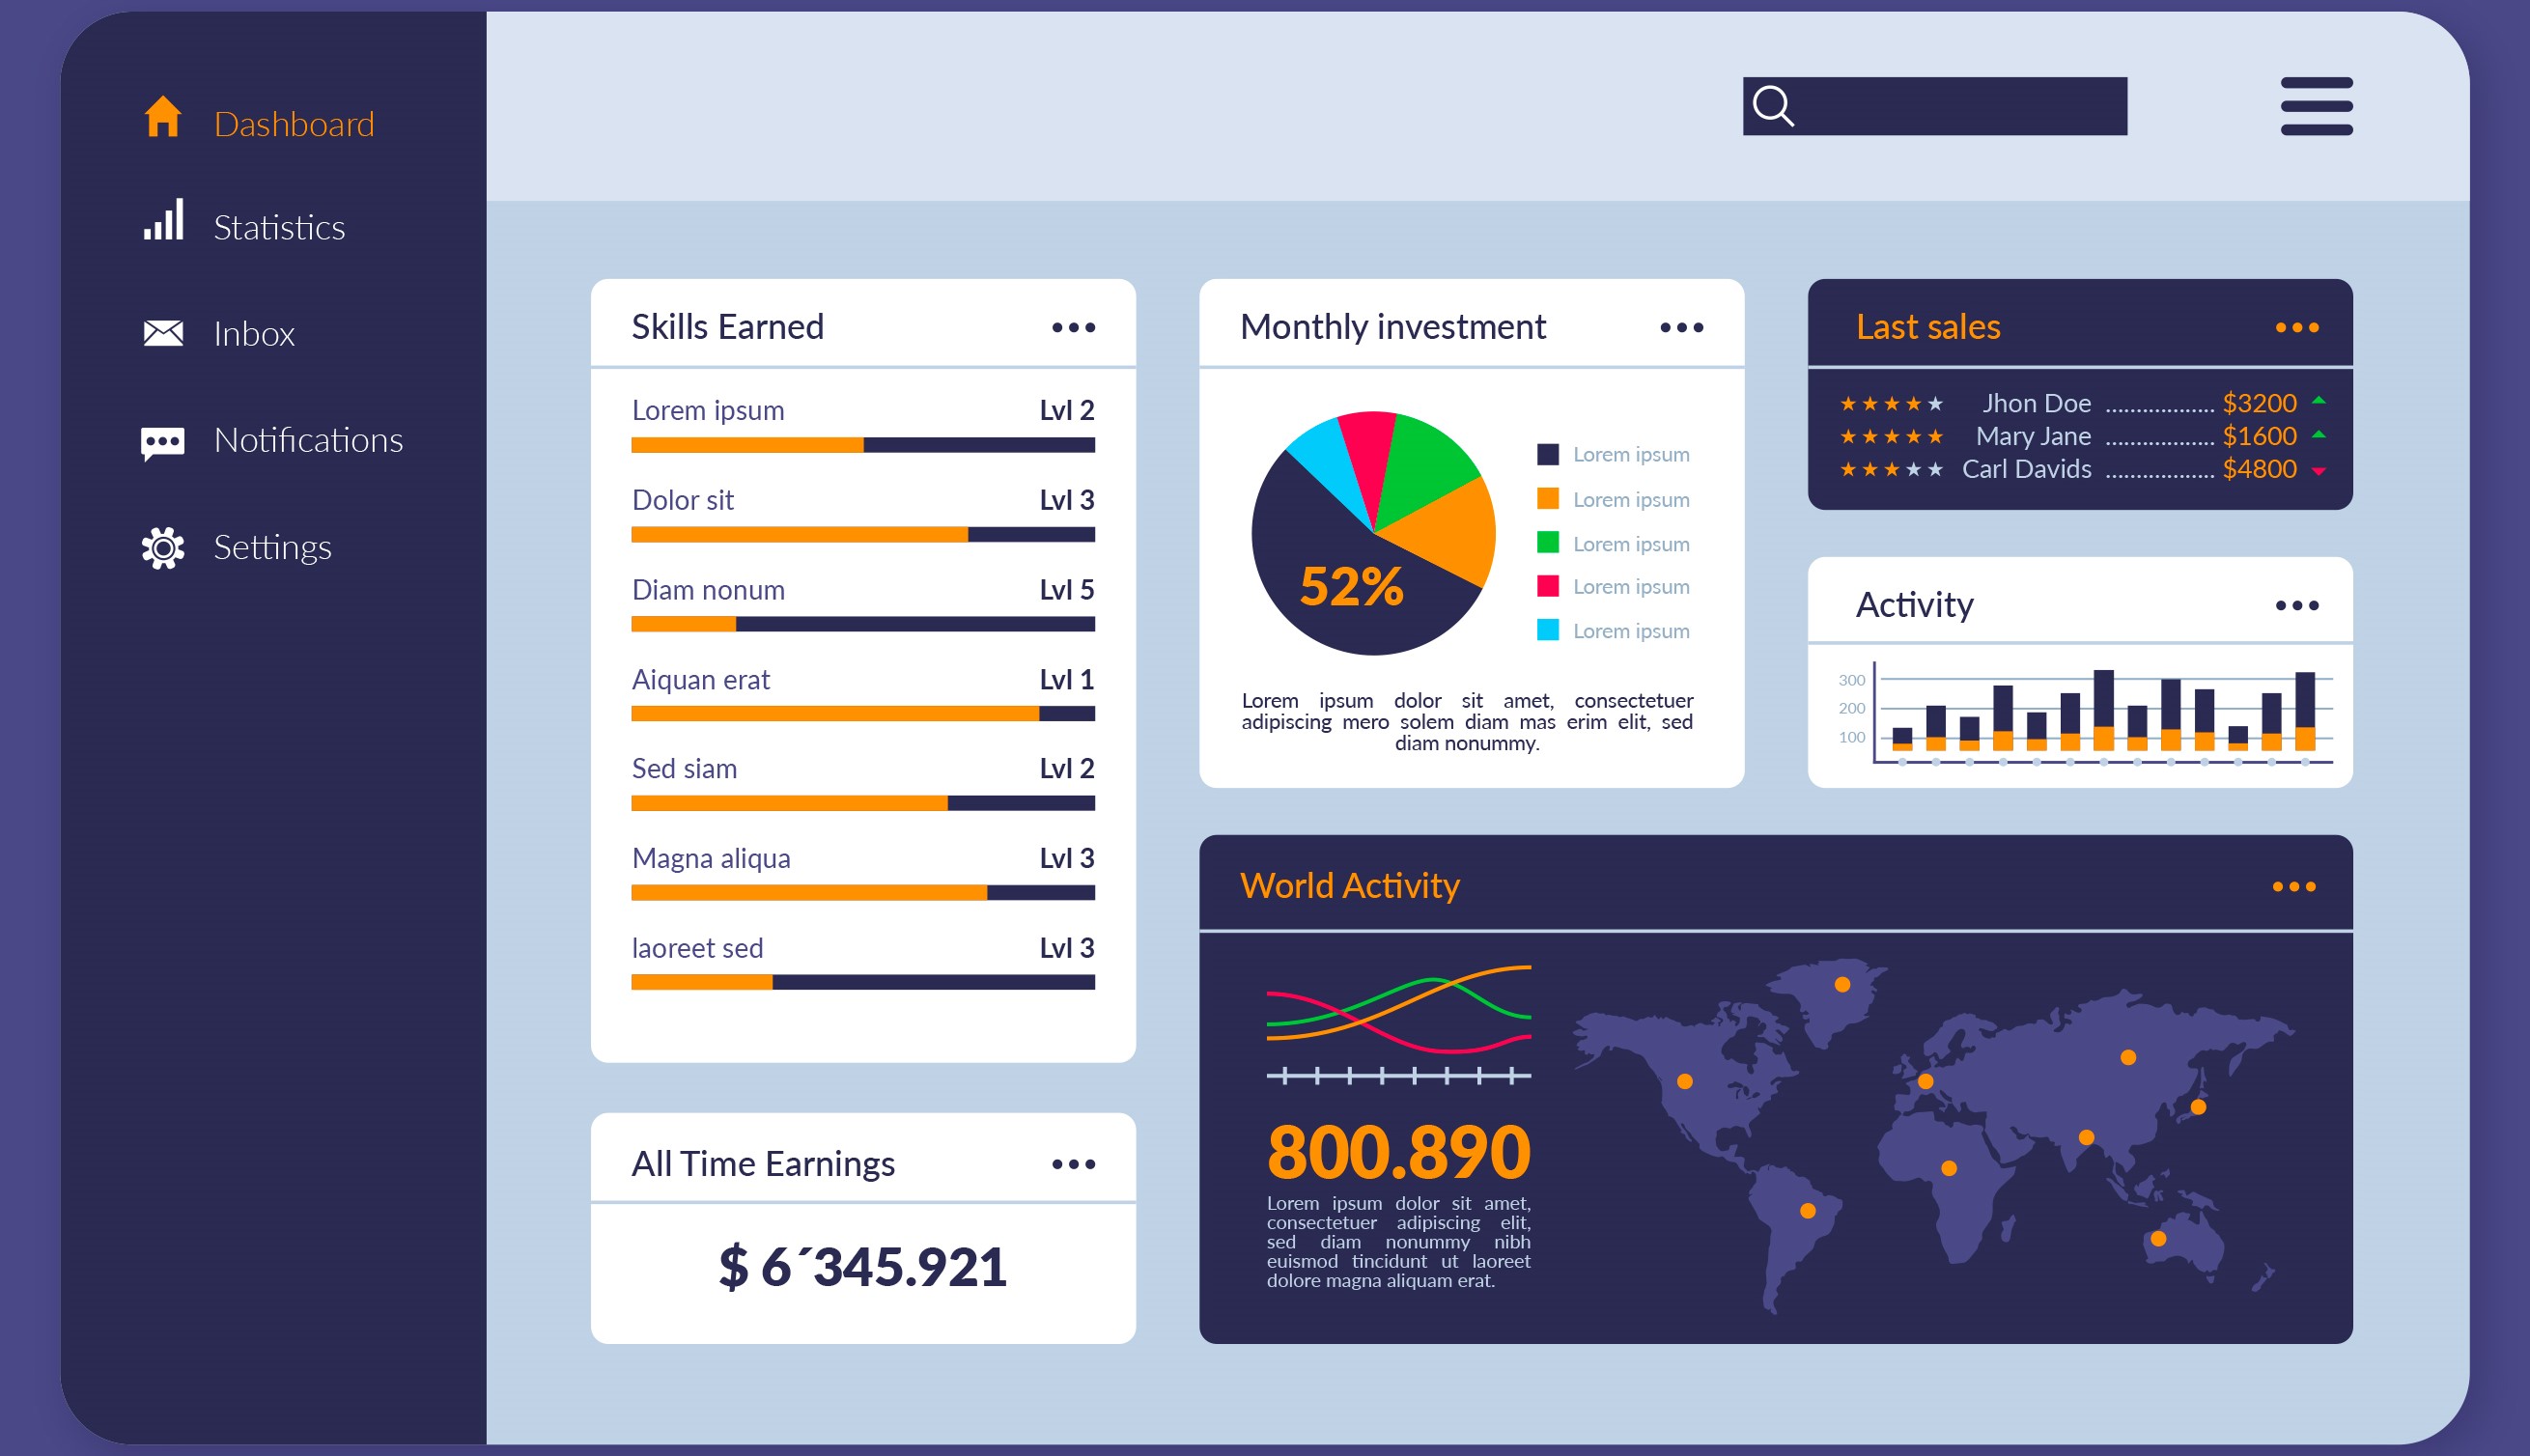 Dashboard
Statistics
Inbox
Notifications
Settings
Skills Earned
Lorem ipsum Lvl 2
Dolor sit Lvl 3
Diam nonum Lvl 5
Aiquan erat Lvl 1
Sed siam Lvl 2
Magna aliqua Lvl 3
laoreet sed Lvl 3
All Time Earnings
$ 6´345.921
Monthly investment
52%
Lorem ipsum
Lorem ipsum
Lorem ipsum
Lorem ipsum
Lorem ipsum
Lorem ipsum dolor sit amet, consectetuer
adipiscing mero solem diam mas erim elit, sed
diam nonummy.
Last sales
Jhon Doe .................. $3200
Mary Jane .................. $1600
Carl Davids .................. $4800
Activity
300
200
100
World Activity
800.890
Lorem ipsum dolor sit amet,
consectetuer adipiscing elit,
sed diam nonummy nibh
euismod tincidunt ut laoreet
dolore magna aliquam erat.